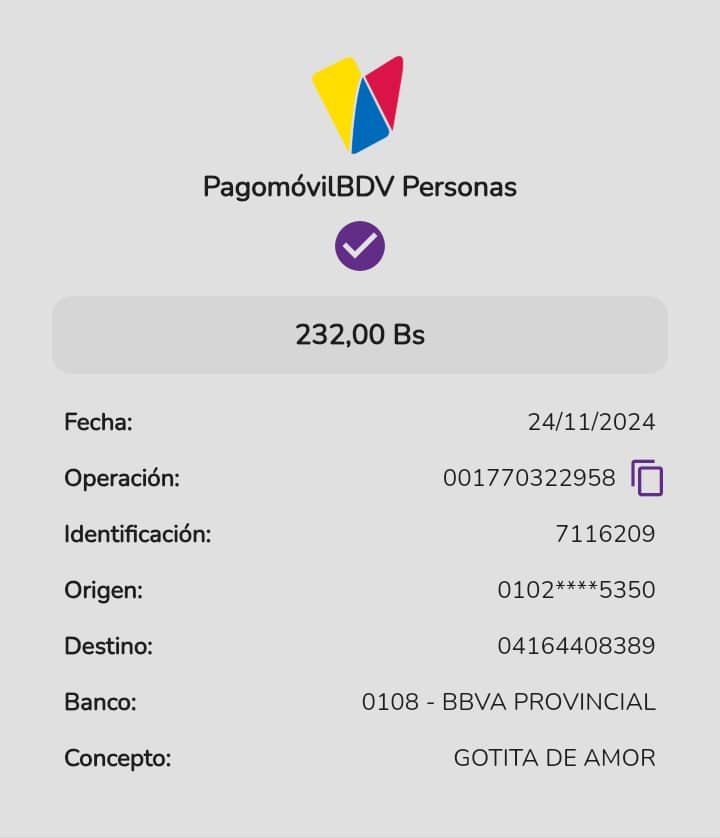 PagomóvilBDV Personas
232,00 Bs
Fecha: 24/11/2024
Operación: 001770322958
Identificación: 7116209
Origen: 0102****5350
Destino: 04164408389
Banco: 0108 - BBVA PROVINCIAL
Concepto: GOTITA DE AMOR